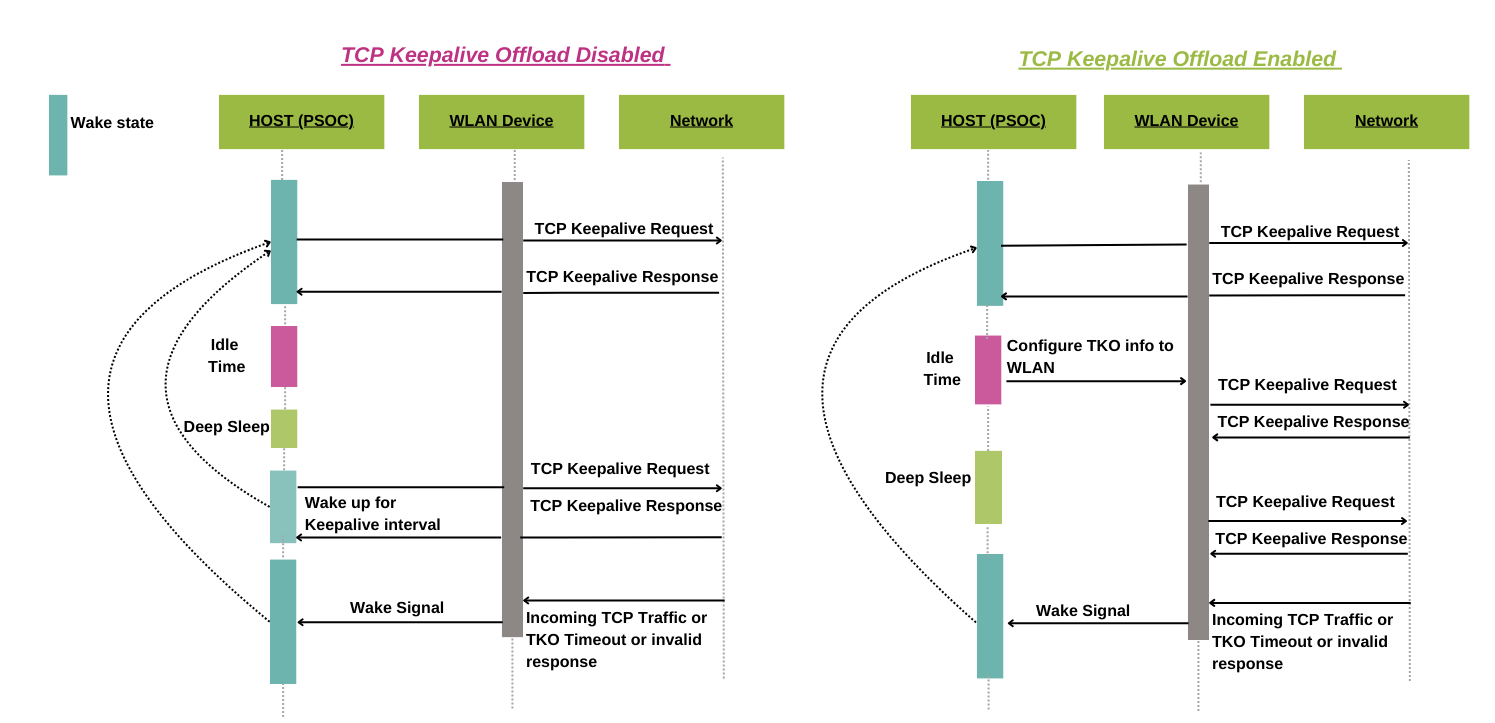 TCP Keepalive Offload Disabled
Wake state
HOST (PSOC)
WLAN Device
Network
TCP Keepalive Request
TCP Keepalive Response
Idle
Time
Deep Sleep
TCP Keepalive Request
Wake up for
Keepalive interval
TCP Keepalive Response
Wake Signal
Incoming TCP Traffic or
TKO Timeout or invalid
response
TCP Keepalive Offload Enabled
HOST (PSOC)
WLAN Device
Network
TCP Keepalive Request
TCP Keepalive Response
Idle
Time
Configure TKO info to
WLAN
TCP Keepalive Request
TCP Keepalive Response
Deep Sleep
TCP Keepalive Request
TCP Keepalive Response
Wake Signal
Incoming TCP Traffic or
TKO Timeout or invalid
response